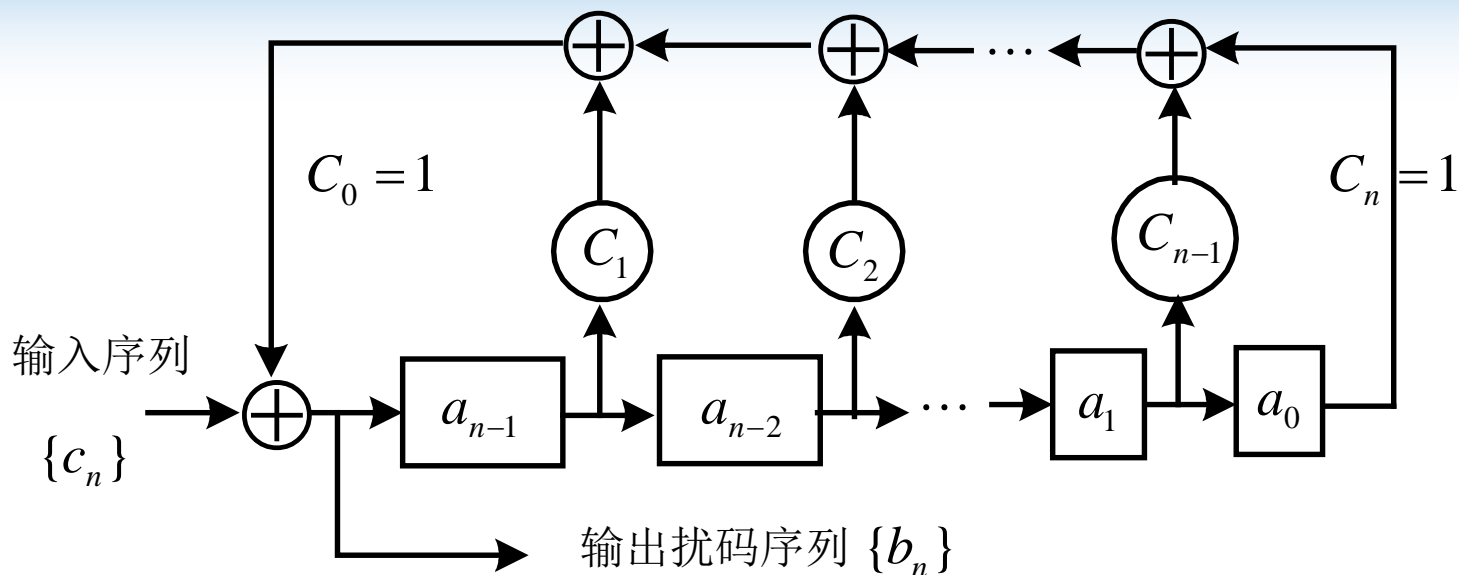 ...
C₀ = 1
Cₙ = 1
C₁
C₂
Cₙ₋₁
输入序列
{cₙ}
aₙ₋₁
aₙ₋₂
...
a₁
a₀
输出扰码序列 {bₙ}